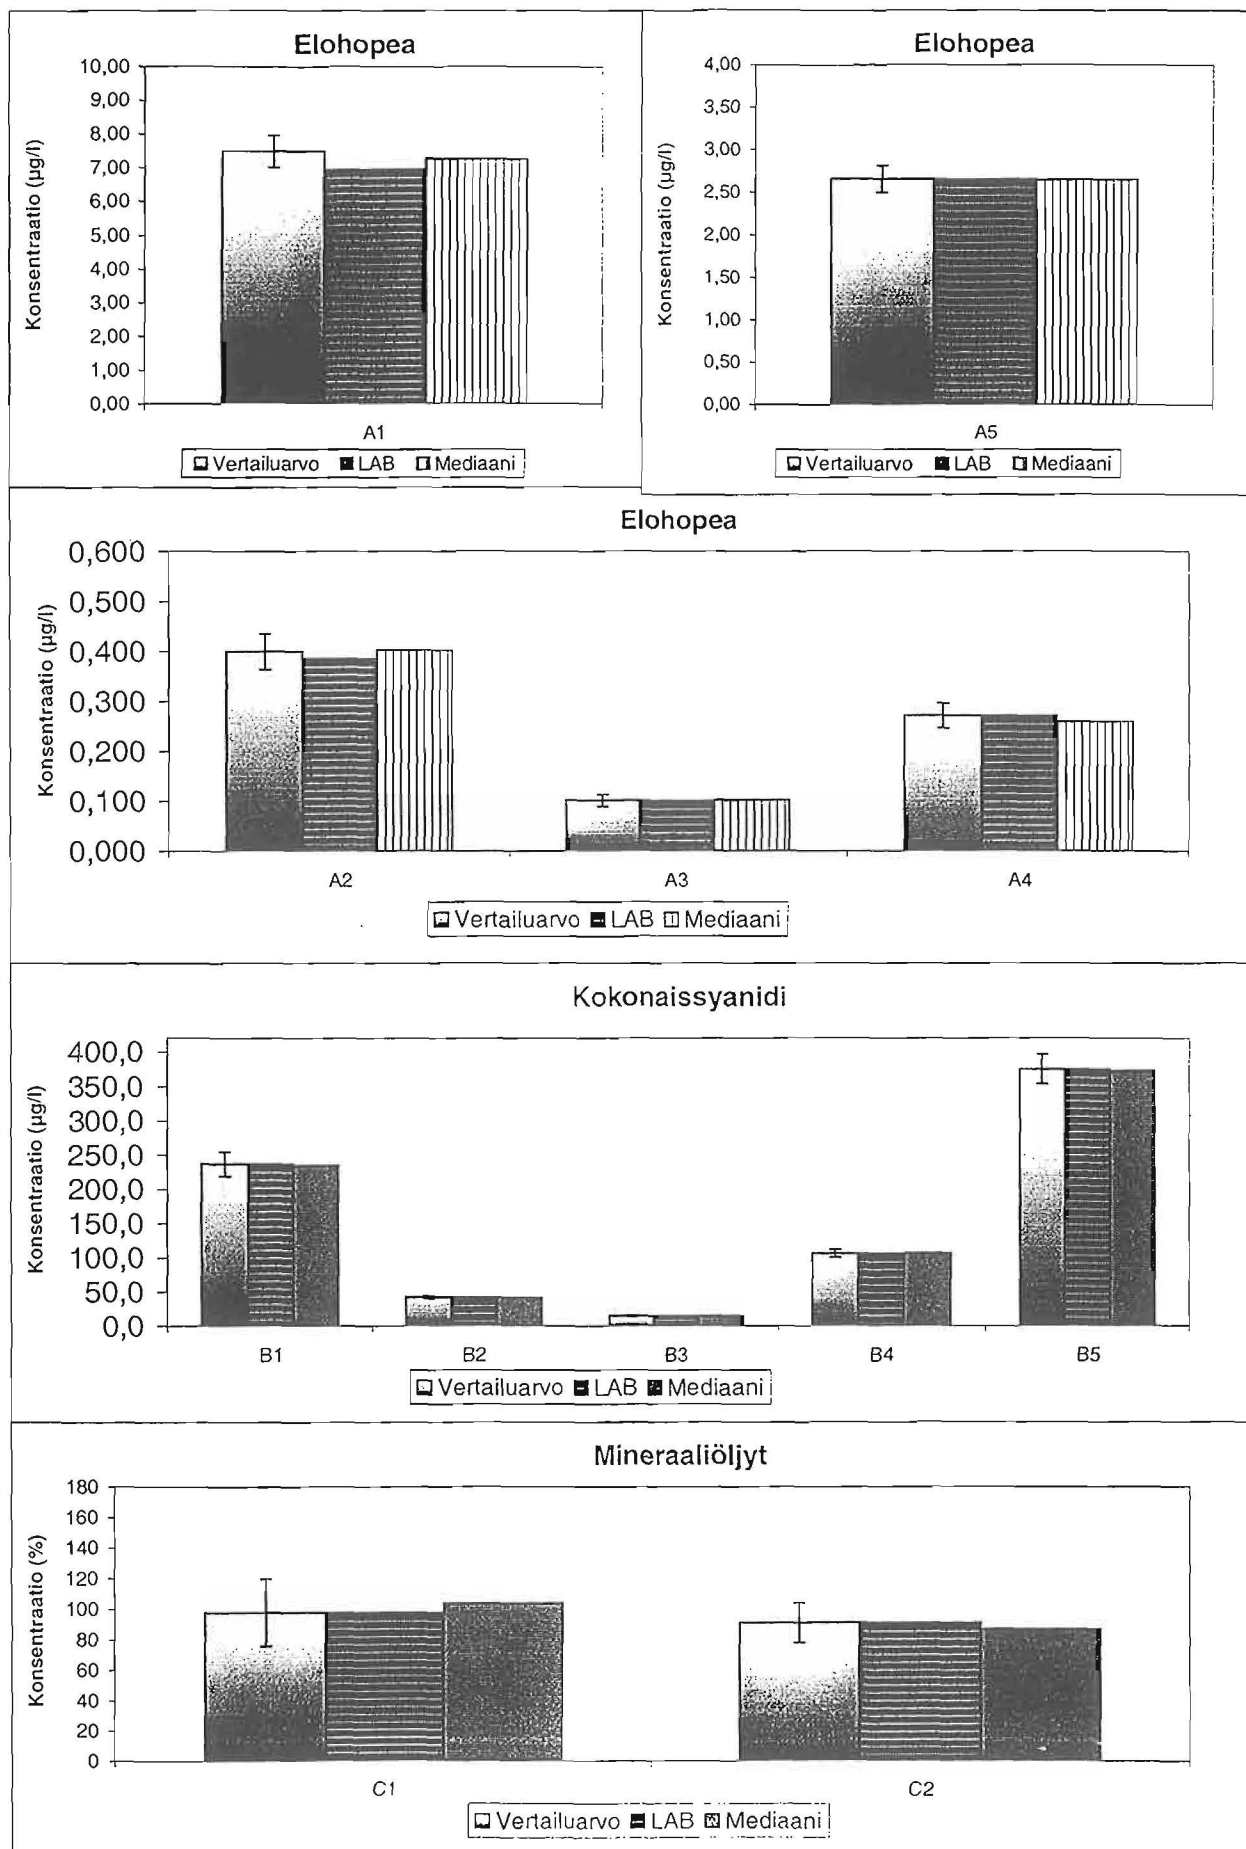 Elohopea
10,00
9,00
8,00
7,00
6,00
5,00
4,00
3,00
2,00
1,00
0,00
Konsentraatio (µg/l)
A1
Vertailuarvo LAB Mediaani
Elohopea
4,00
3,50
3,00
2,50
2,00
1,50
1,00
0,50
0,00
Konsentraatio (µg/l)
A5
Vertailuarvo LAB Mediaani
Elohopea
0,600
0,500
0,400
0,300
0,200
0,100
0,000
Konsentraatio (µg/l)
A2 A3 A4
Vertailuarvo LAB Mediaani
Kokonaissyanidi
400,0
350,0
300,0
250,0
200,0
150,0
100,0
50,0
0,0
Konsentraatio (µg/l)
B1 B2 B3 B4 B5
Vertailuarvo LAB Mediaani
Mineraaliöljyt
180
160
140
120
100
80
60
40
20
0
Konsentraatio (%)
C1 C2
Vertailuarvo LAB Mediaani